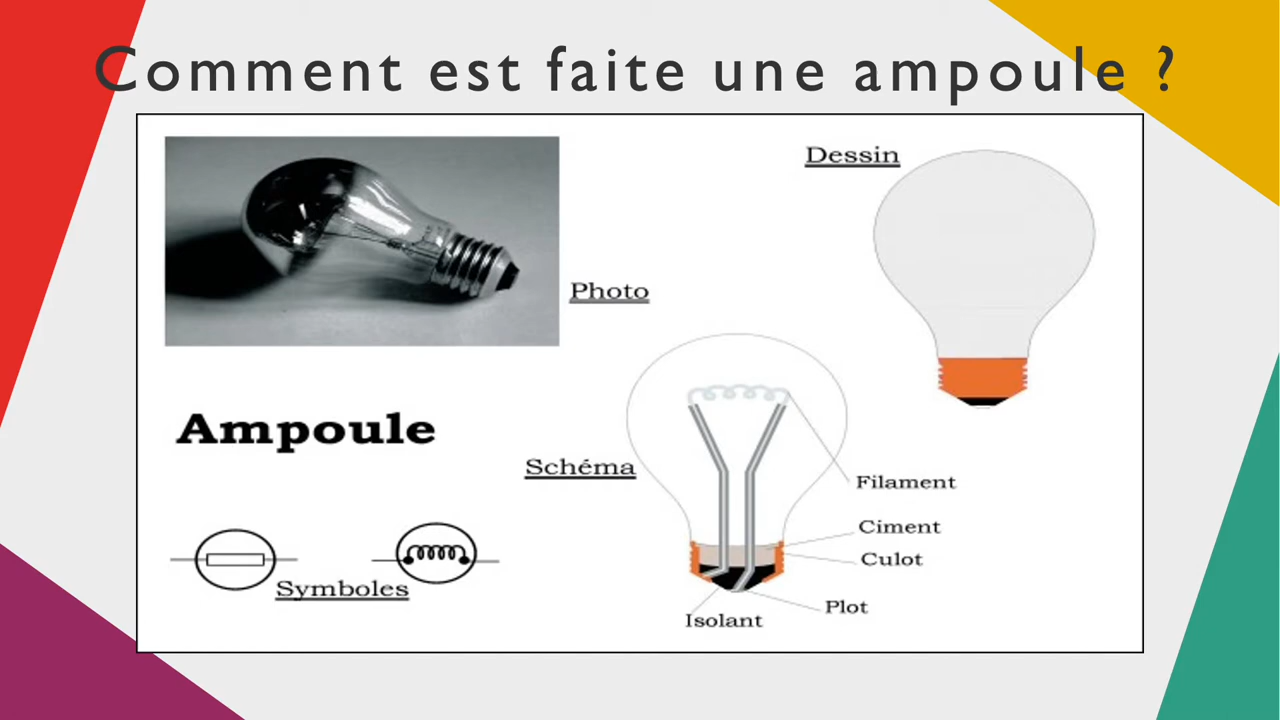 Comment est faite une ampoule ?
Dessin
Photo
Ampoule
Schéma
Filament
Ciment
Culot
Symboles
Plot
Isolant